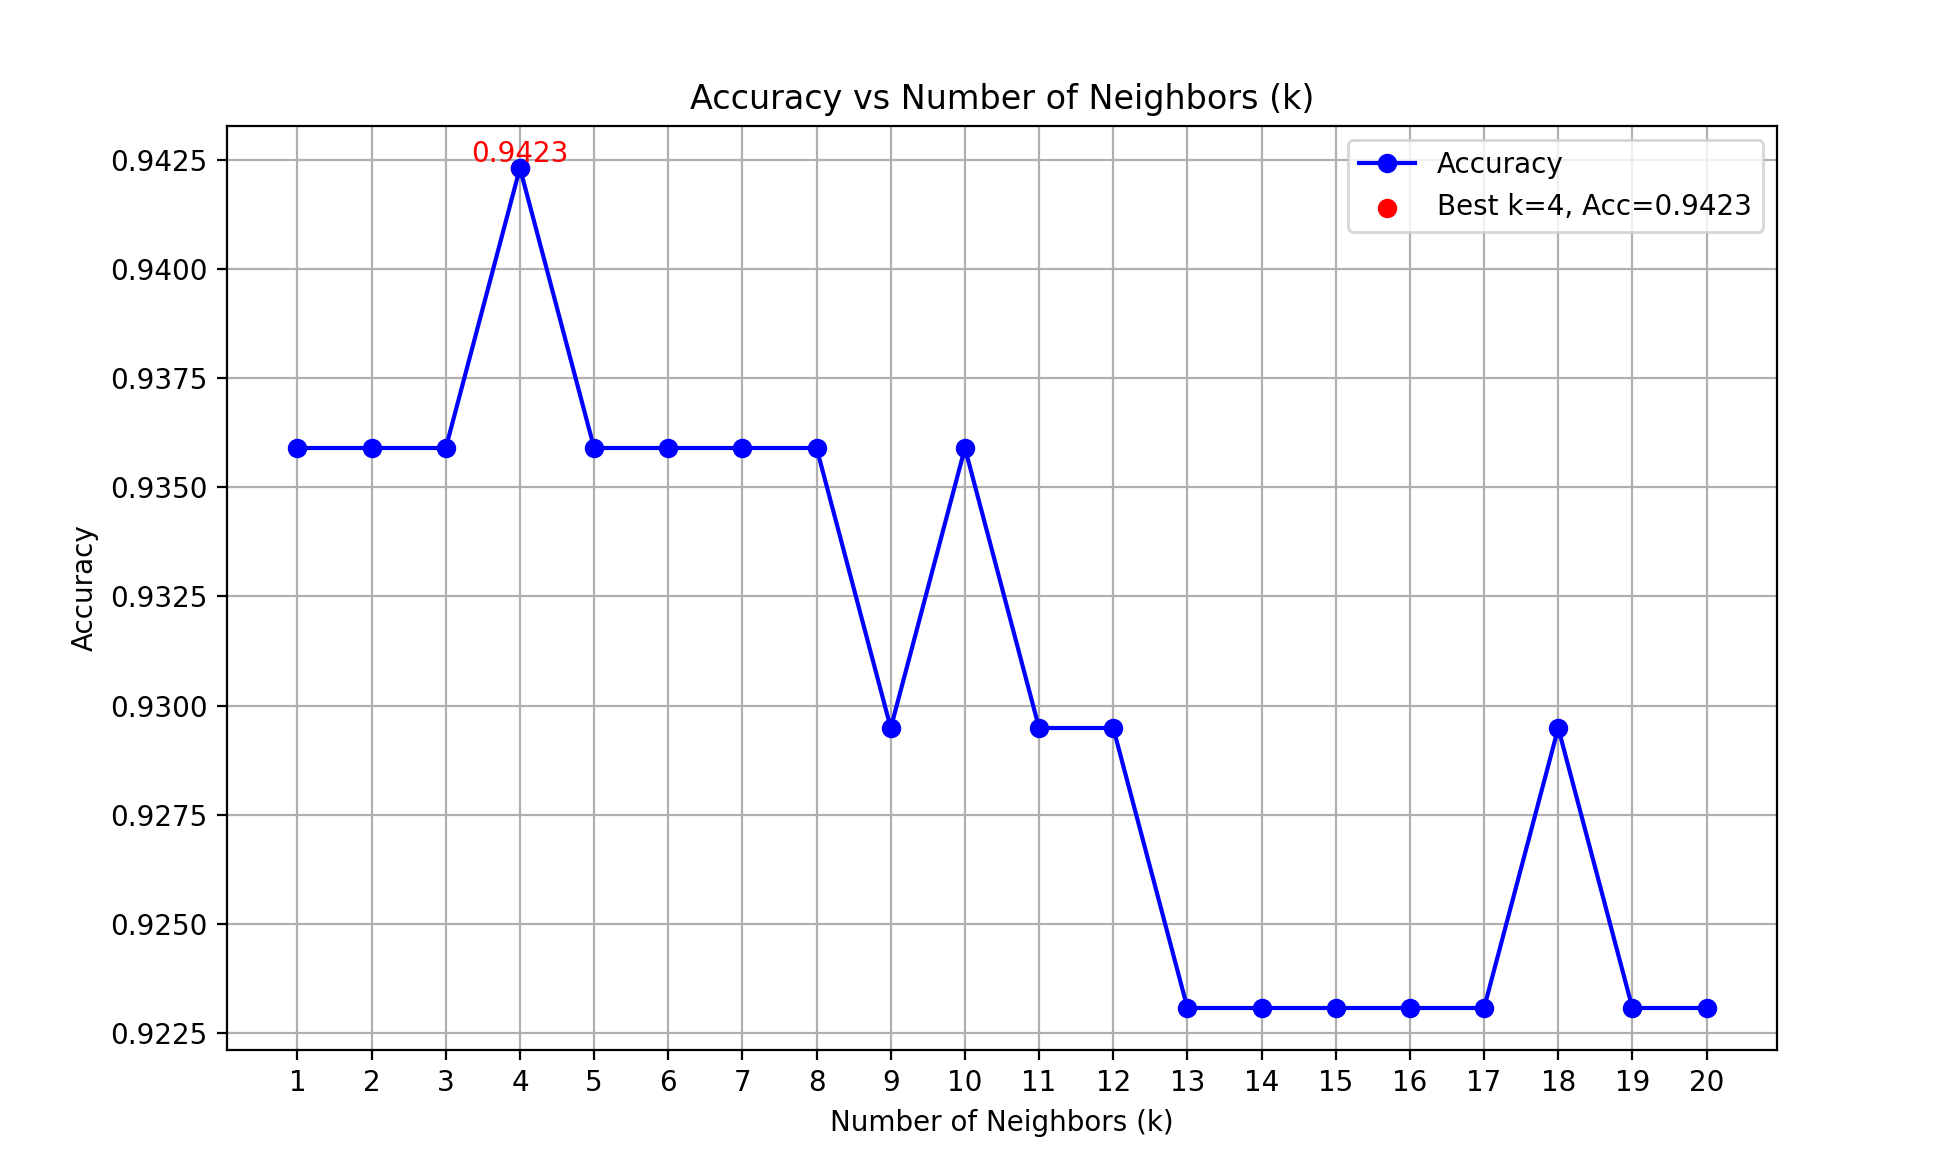 Accuracy vs Number of Neighbors (k)
0.9423
Accuracy
Best k=4, Acc=0.9423
0.9425
0.9400
0.9375
0.9350
0.9325
0.9300
0.9275
0.9250
0.9225
Accuracy
1 2 3 4 5 6 7 8 9 10 11 12 13 14 15 16 17 18 19 20
Number of Neighbors (k)